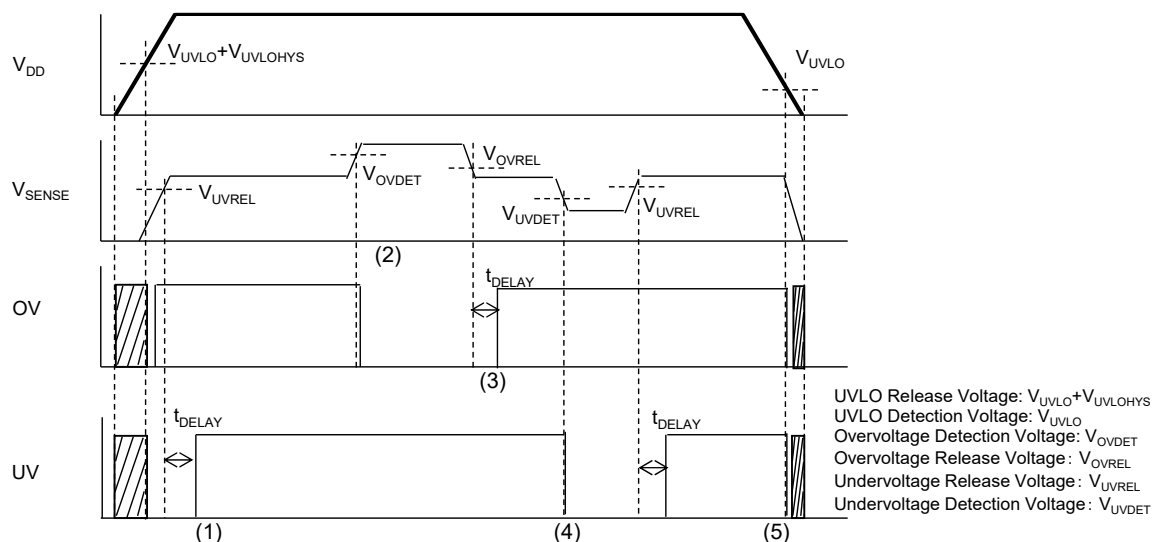 VDD
VUVLO+VUVLOHYS
VUVLO
VSENSE
VUVREL
VOVDET
VOVREL
VUVDET
VUVREL
(2)
OV
tDELAY
(3)
UV
tDELAY
tDELAY
(1)
(4)
(5)
UVLO Release Voltage: VUVLO+VUVLOHYS
UVLO Detection Voltage: VUVLO
Overvoltage Detection Voltage: VOVDET
Overvoltage Release Voltage: VOVREL
Undervoltage Release Voltage: VUVREL
Undervoltage Detection Voltage: VUVDET